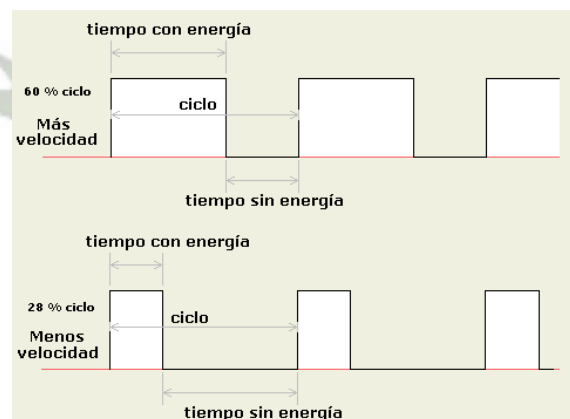 tiempo con energía
60 % ciclo
ciclo
Más
velocidad
tiempo sin energía
tiempo con energía
28 % ciclo
ciclo
Menos
velocidad
tiempo sin energía